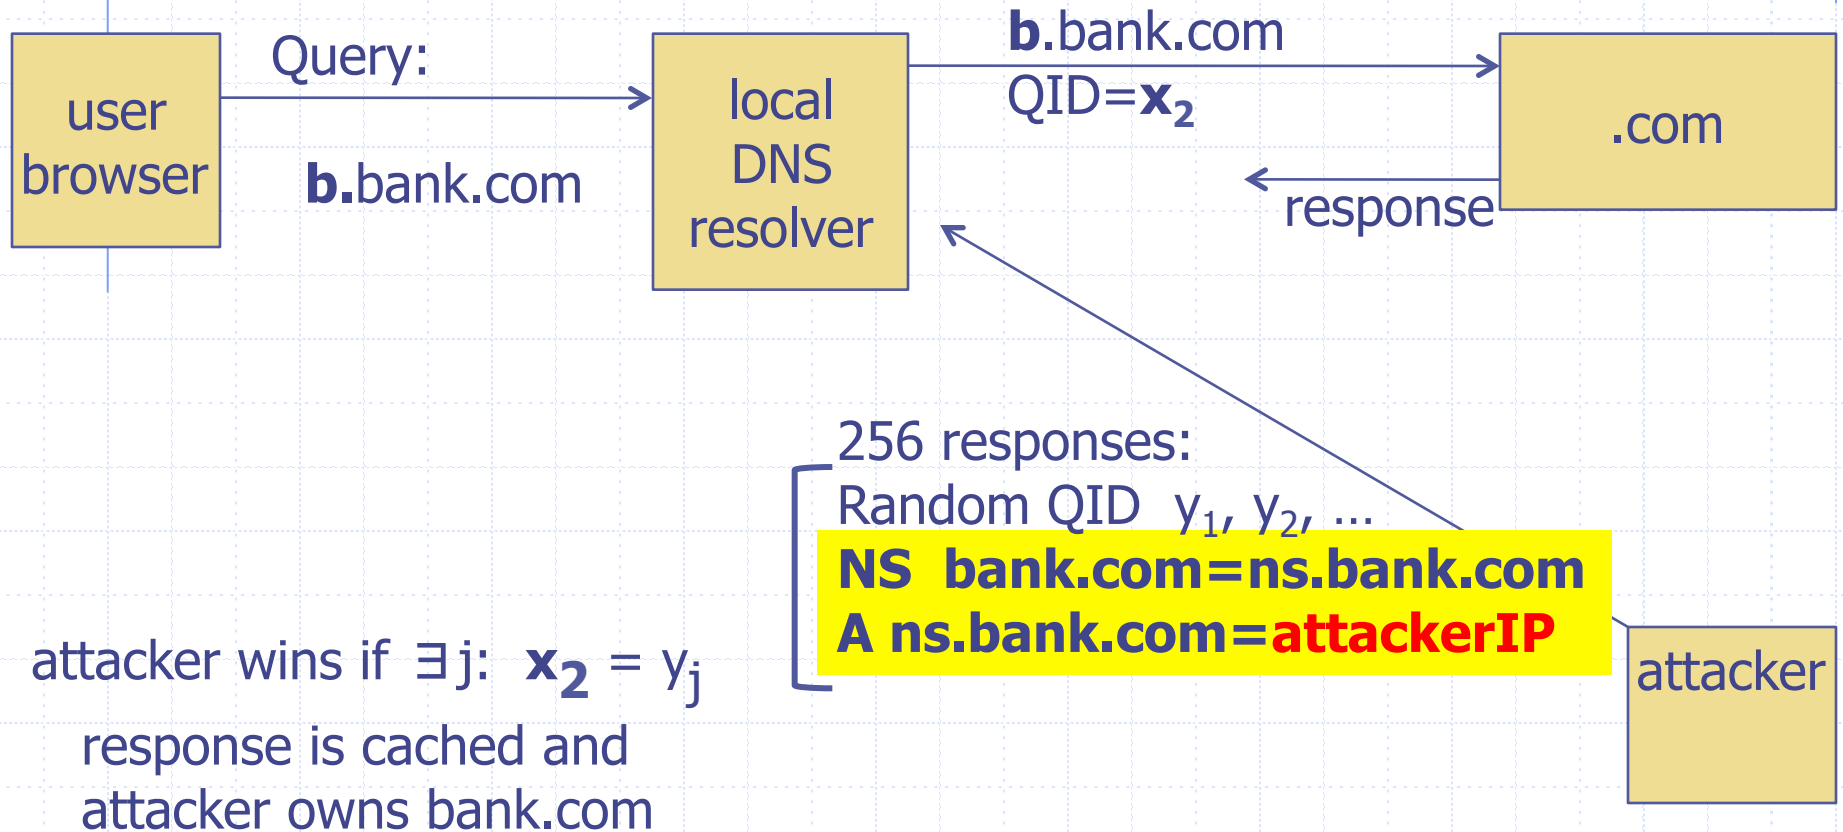 user
browser
Query:
b.bank.com
local
DNS
resolver
b.bank.com
QID=x₂
.com
response
256 responses:
Random QID y₁, y₂, …
NS bank.com=ns.bank.com
A ns.bank.com=attackerIP
attacker
attacker wins if ∃j: x₂ = yⱼ
response is cached and
attacker owns bank.com